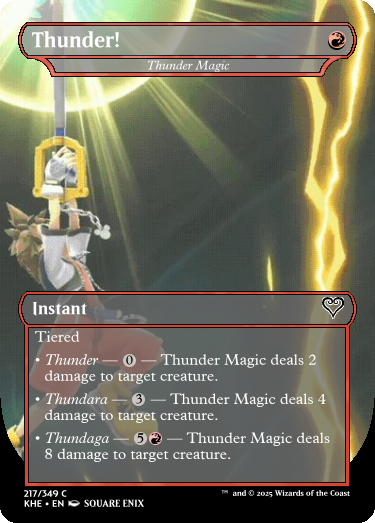 Thunder!
Thunder Magic
Instant
Tiered
• Thunder — 0 — Thunder Magic deals 2
damage to target creature.
• Thundara — 3 — Thunder Magic deals 4
damage to target creature.
• Thundaga — 5 — Thunder Magic deals
8 damage to target creature.
217/349 C
KHE • EN SQUARE ENIX
™ and © 2025 Wizards of the Coast